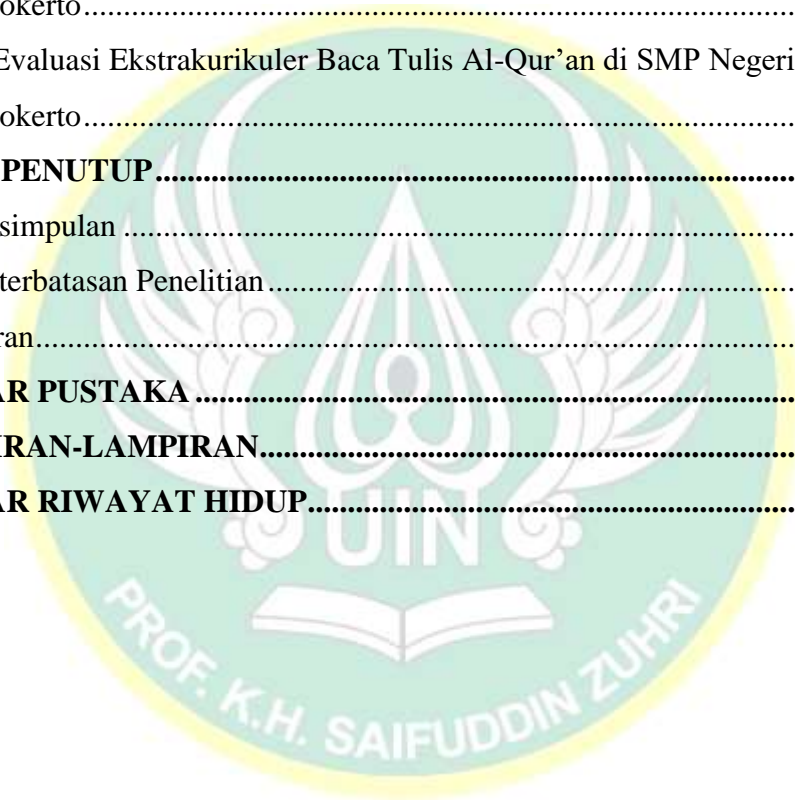 okerto........................................................................................
Evaluasi Ekstrakurikuler Baca Tulis Al-Qur’an di SMP Negeri
okerto........................................................................................
PENUTUP................................................................................
simpulan ....................................................................................
terbatasan Penelitian..................................................................
ran...............................................................................................
AR PUSTAKA ...........................................................................
IRAN-LAMPIRAN...................................................................
AR RIWAYAT HIDUP.............................................................
UIN
PROF. K.H. SAIFUDDIN ZUHRI